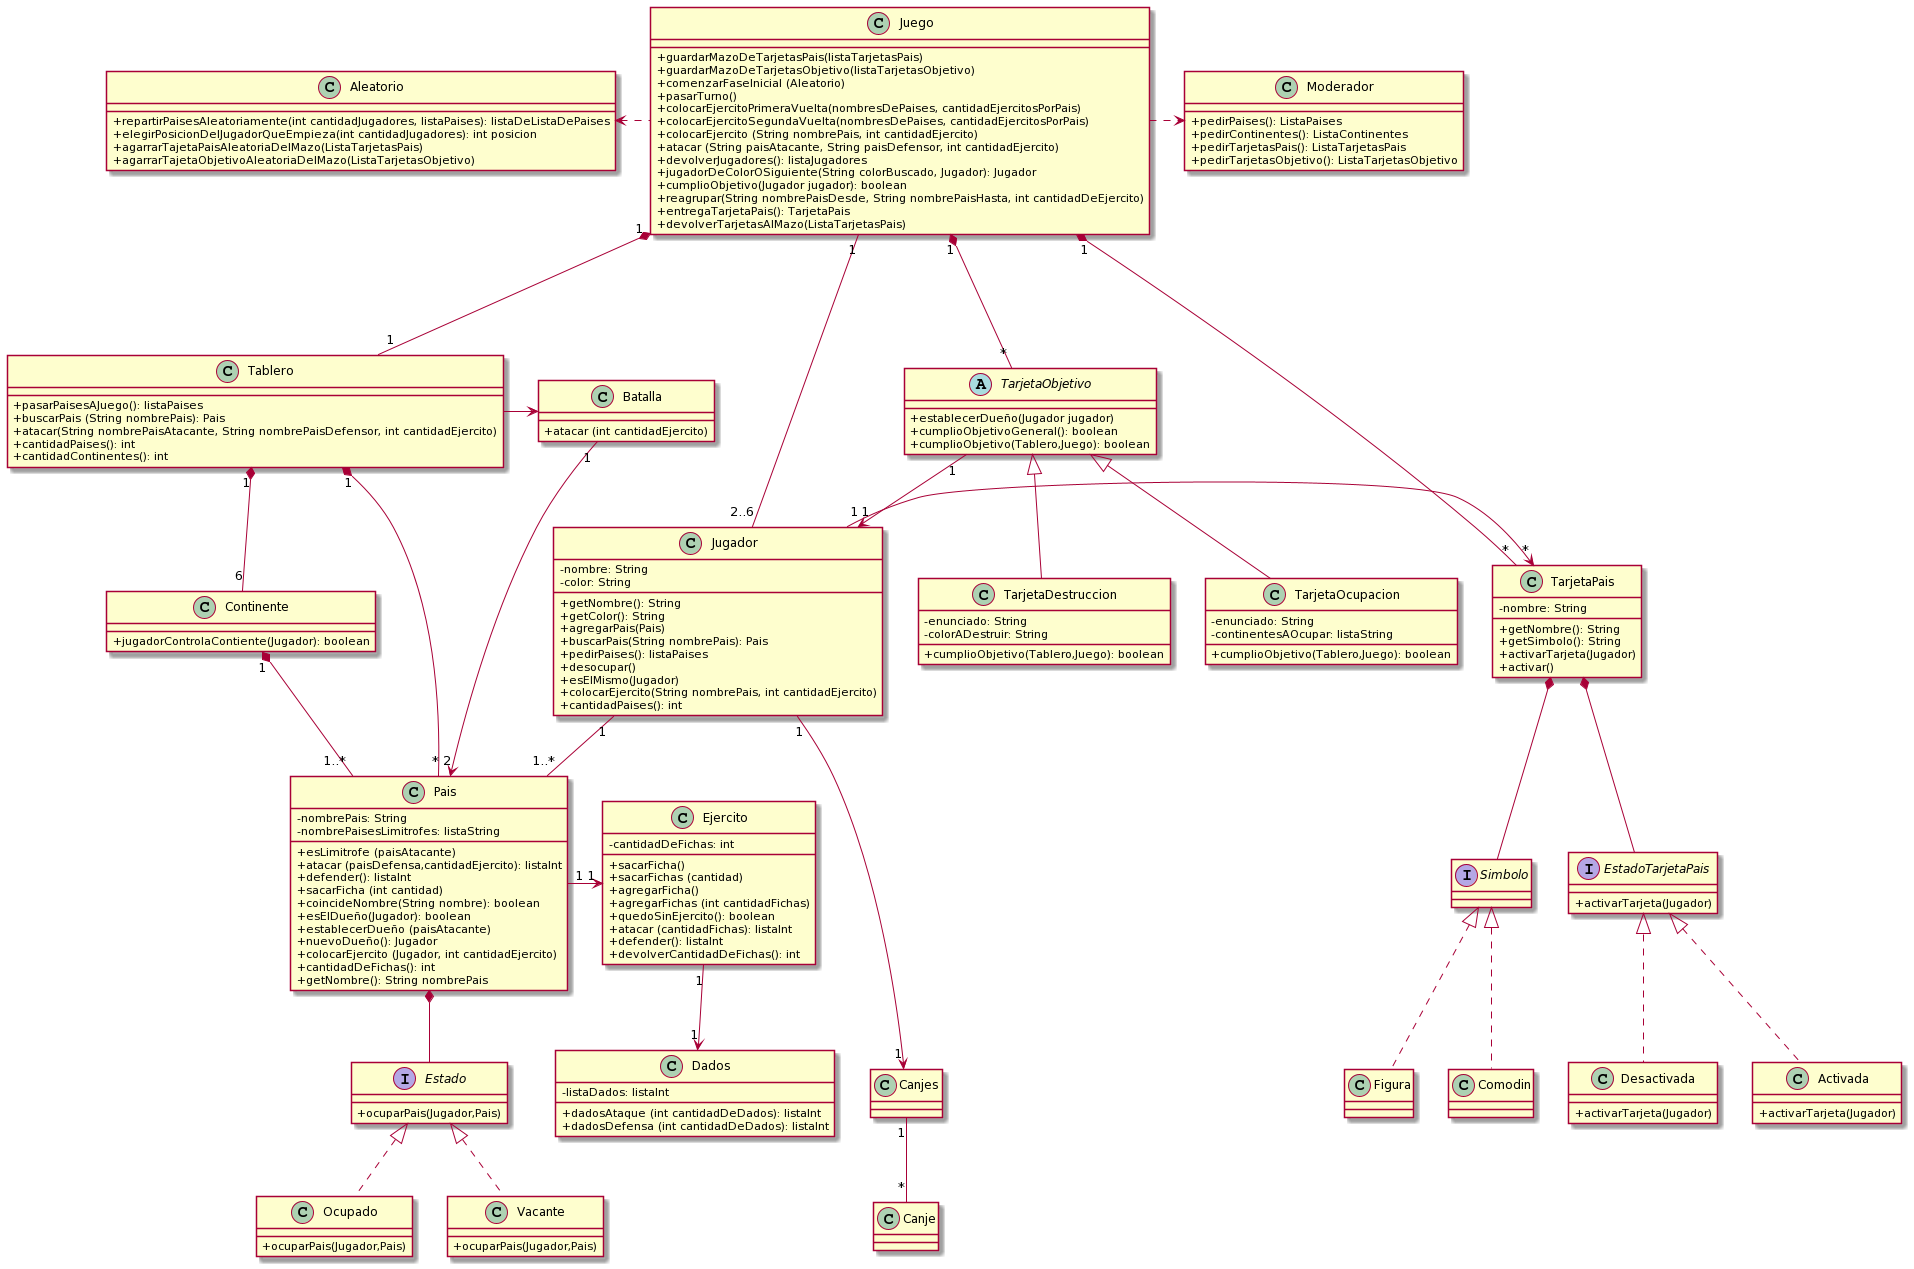 C Juego
+guardarMazoDeTarjetasPais(listaTarjetasPais)
+guardarMazoDeTarjetasObjetivo(listaTarjetasObjetivo)
+comenzarFaseInicial (Aleatorio)
+pasarTurno()
+colocarEjercitoPrimeraVuelta(nombresDePaises, cantidadEjercitosPorPais)
+colocarEjercitoSegundaVuelta(nombresDePaises, cantidadEjercitosPorPais)
+colocarEjercito (String nombrePais, int cantidadEjercito)
+atacar (String paisAtacante, String paisDefensor, int cantidadEjercito)
+devolverJugadores(): listaJugadores
+jugadorDeColorOSiguiente(String colorBuscado, Jugador): Jugador
+cumplioObjetivo(Jugador jugador): boolean
+reagrupar(String nombrePaisDesde, String nombrePaisHasta, int cantidadDeEjercito)
+entregaTarjetaPais(): TarjetaPais
+devolverTarjetasAlMazo(ListaTarjetasPais)
C Aleatorio
+repartirPaisesAleatoriamente(int cantidadJugadores, listaPaises): listaDeListaDePaises
+elegirPosicionDelJugadorQueEmpieza(int cantidadJugadores): int posicion
+agarrarTajetaPaisAleatoriaDelMazo(ListaTarjetasPais)
+agarrarTajetaObjetivoAleatoriaDelMazo(ListaTarjetasObjetivo)
C Moderador
+pedirPaises(): ListaPaises
+pedirContinentes(): ListaContinentes
+pedirTarjetasPais(): ListaTarjetasPais
+pedirTarjetasObjetivo(): ListaTarjetasObjetivo
1
1
1
1
1
*
C Tablero
+pasarPaisesAJuego(): listaPaises
+buscarPais (String nombrePais): Pais
+atacar(String nombrePaisAtacante, String nombrePaisDefensor, int cantidadEjercito)
+cantidadPaises(): int
+cantidadContinentes(): int
C Batalla
+atacar (int cantidadEjercito)
A TarjetaObjetivo
+establecerDueño(Jugador jugador)
+cumplioObjetivoGeneral(): boolean
+cumplioObjetivo(Tablero,Juego): boolean
1
1
1
1
2..6
1 1
*
*
6
C Continente
+jugadorControlaContiente(Jugador): boolean
C Jugador
-nombre: String
-color: String
+getNombre(): String
+getColor(): String
+agregarPais(Pais)
+buscarPais(String nombrePais): Pais
+pedirPaises(): listaPaises
+desocupar()
+esElMismo(Jugador)
+colocarEjercito(String nombrePais, int cantidadEjercito)
+cantidadPaises(): int
C TarjetaDestruccion
-enunciado: String
-colorADestruir: String
+cumplioObjetivo(Tablero,Juego): boolean
C TarjetaOcupacion
-enunciado: String
-continentesAOcupar: listaString
+cumplioObjetivo(Tablero,Juego): boolean
C TarjetaPais
-nombre: String
+getNombre(): String
+getSimbolo(): String
+activarTarjeta(Jugador)
+activar()
1
1
1
1..*
* 2
1..*
C Pais
-nombrePais: String
-nombrePaisesLimitrofes: listaString
+esLimitrofe (paisAtacante)
+atacar (paisDefensa,cantidadEjercito): listaInt
+defender(): listaInt
+sacarFicha (int cantidad)
+coincideNombre(String nombre): boolean
+esElDueño(Jugador): boolean
+establecerDueño (paisAtacante)
+nuevoDueño(): Jugador
+colocarEjercito (Jugador, int cantidadEjercito)
+cantidadDeFichas(): int
+getNombre(): String nombrePais
1 1
C Ejercito
-cantidadDeFichas: int
+sacarFicha()
+sacarFichas (cantidad)
+agregarFicha()
+agregarFichas (int cantidadFichas)
+quedoSinEjercito(): boolean
+atacar (cantidadFichas): listaInt
+defender(): listaInt
+devolverCantidadDeFichas(): int
I Simbolo
I EstadoTarjetaPais
+activarTarjeta(Jugador)
1
1
1
I Estado
+ocuparPais(Jugador,Pais)
C Dados
-listaDados: listaInt
+dadosAtaque (int cantidadDeDados): listaInt
+dadosDefensa (int cantidadDeDados): listaInt
C Canjes
C Figura
C Comodin
C Desactivada
+activarTarjeta(Jugador)
C Activada
+activarTarjeta(Jugador)
1
*
C Ocupado
+ocuparPais(Jugador,Pais)
C Vacante
+ocuparPais(Jugador,Pais)
C Canje